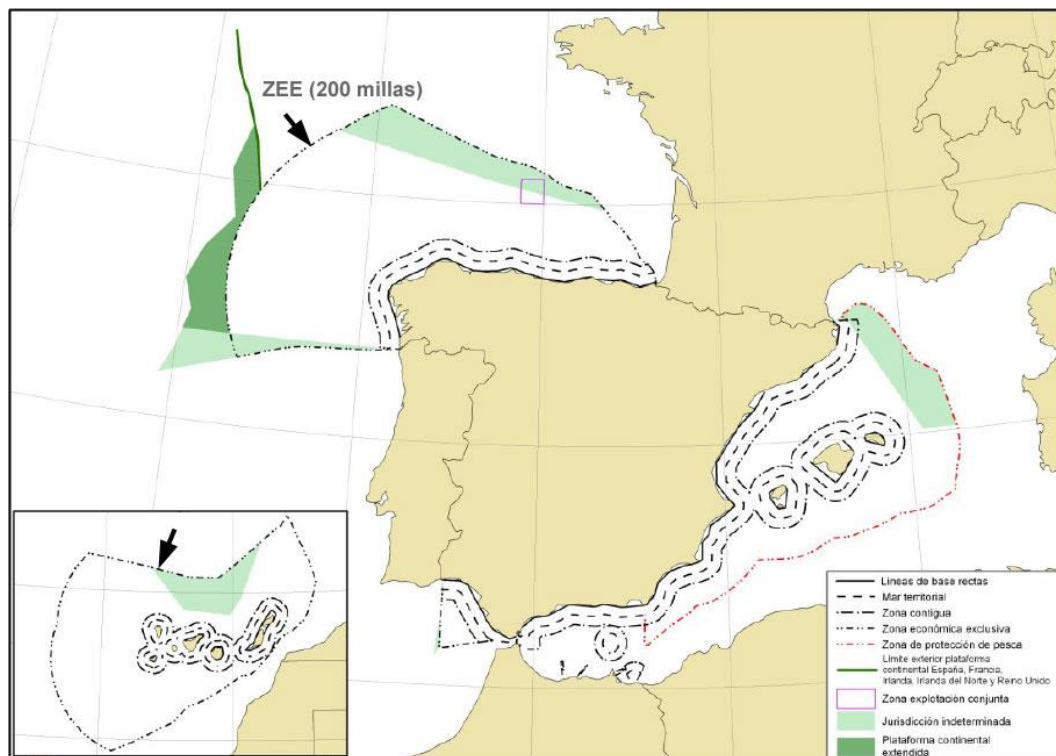 ZEE (200 millas)
Lineas de base rectas
Mar territorial
Zona contigua
Zona económica exclusiva
Zona de protección de pesca
Límite exterior plataforma
continental España, Francia,
Irlanda, Irlanda del Norte y Reino Unido
Zona explotación conjunta
Jurisdicción indeterminada
Plataforma continental
extendida